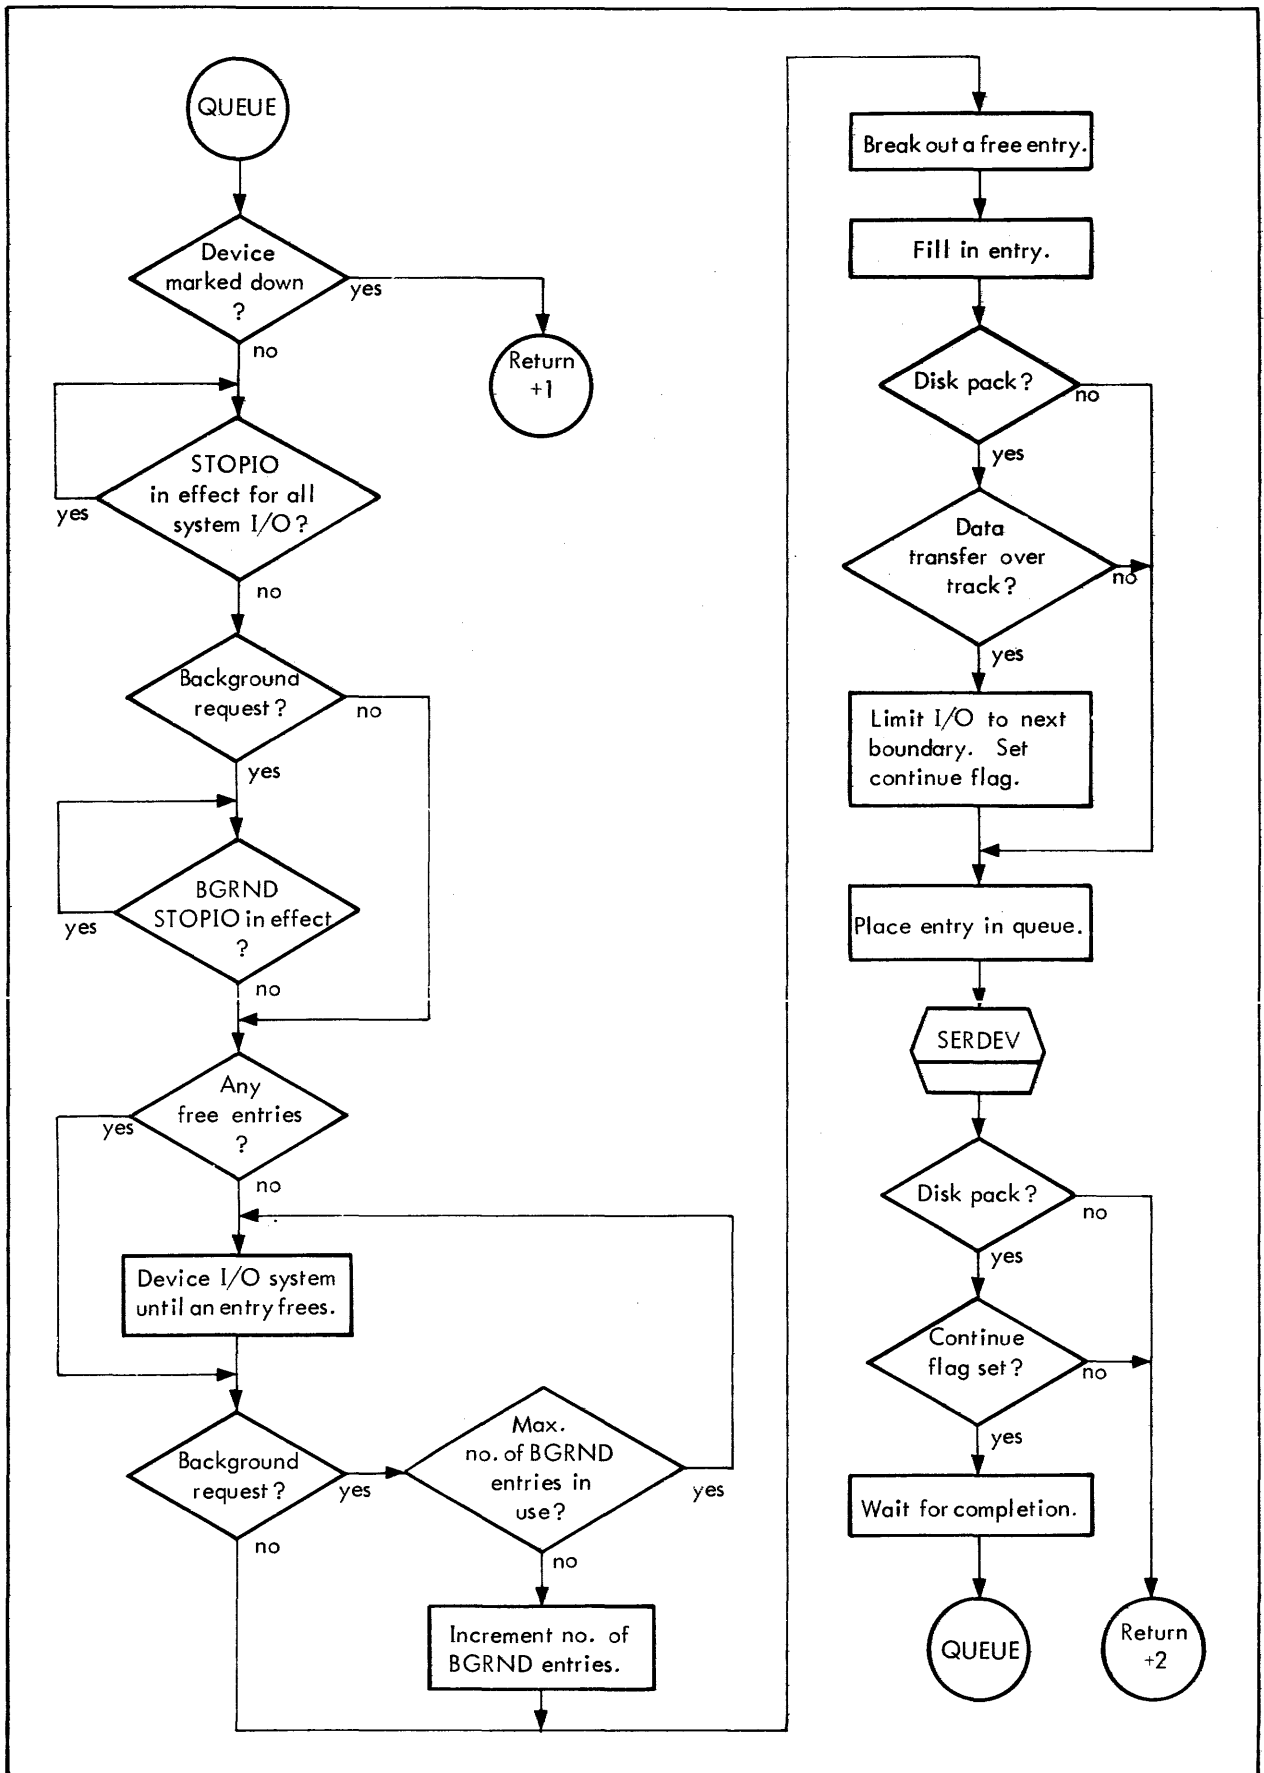 QUEUE
Device
marked down
?
yes
no
Return
+1
STOPIO
in effect for all
system I/O?
yes
no
Background
request?
no
yes
BGRND
STOPIO in effect
?
yes
no
Any
free entries
?
yes
no
Device I/O system
until an entry frees.
Background
request?
yes
no
Max.
no. of BGRND
entries in
use?
yes
no
Increment no. of
BGRND entries.
Break out a free entry.
Fill in entry.
Disk pack?
no
yes
Data
transfer over
track?
no
yes
Limit I/O to next
boundary. Set
continue flag.
Place entry in queue.
SERDEV
Disk pack?
no
yes
Continue
flag set?
no
yes
Wait for completion.
QUEUE
Return
+2